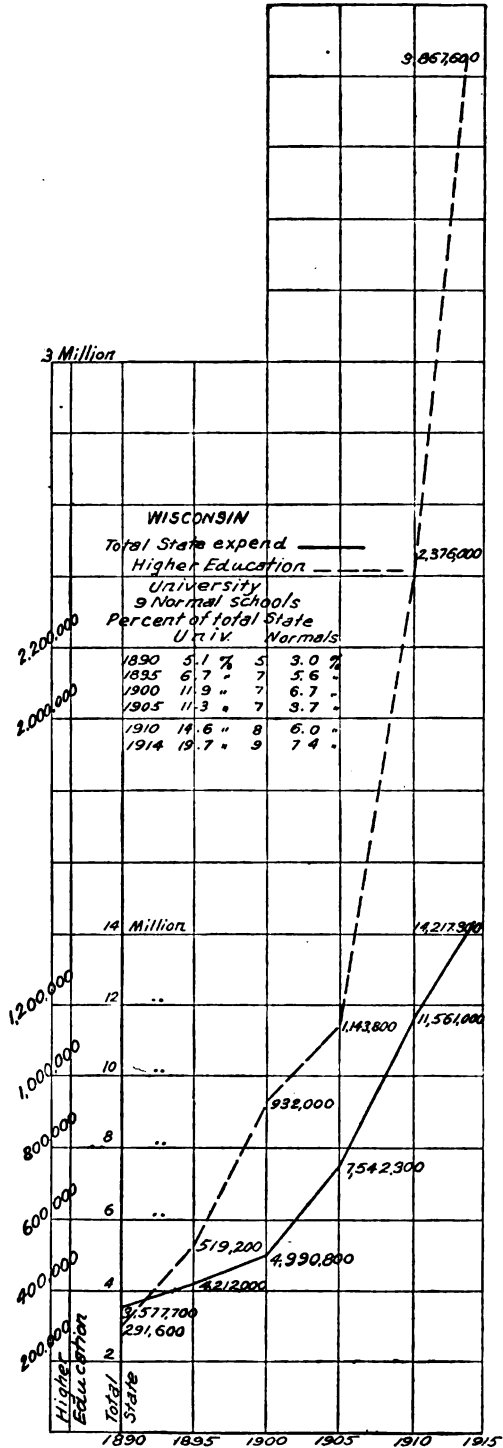 3,867,600
3 Million
WISCONSIN
Total State expend
Higher Education
2,376,000
University
9 Normal schools
Percent of total State
Univ. Normals
2,200,000
1890 5.1 % 5 3.0 %
1895 6.7 " 7 5.6 "
1900 11.9 " 7 6.7 "
2,000,000
1905 11.3 " 7 3.7 "
1910 14.6 " 8 6.0 "
1914 19.7 " 9 7.4 "
14 Million
14,217,300
1,200,000
12 "
11,561,000
1,143,800
1,000,000
10 "
932,000
800,000
8 "
7,542,300
600,000
6 "
519,200
4,990,800
400,000
4
4,212,000
3,577,700
291,600
200,000
2
Higher Education
Total State
1890 1895 1900 1905 1910 1915